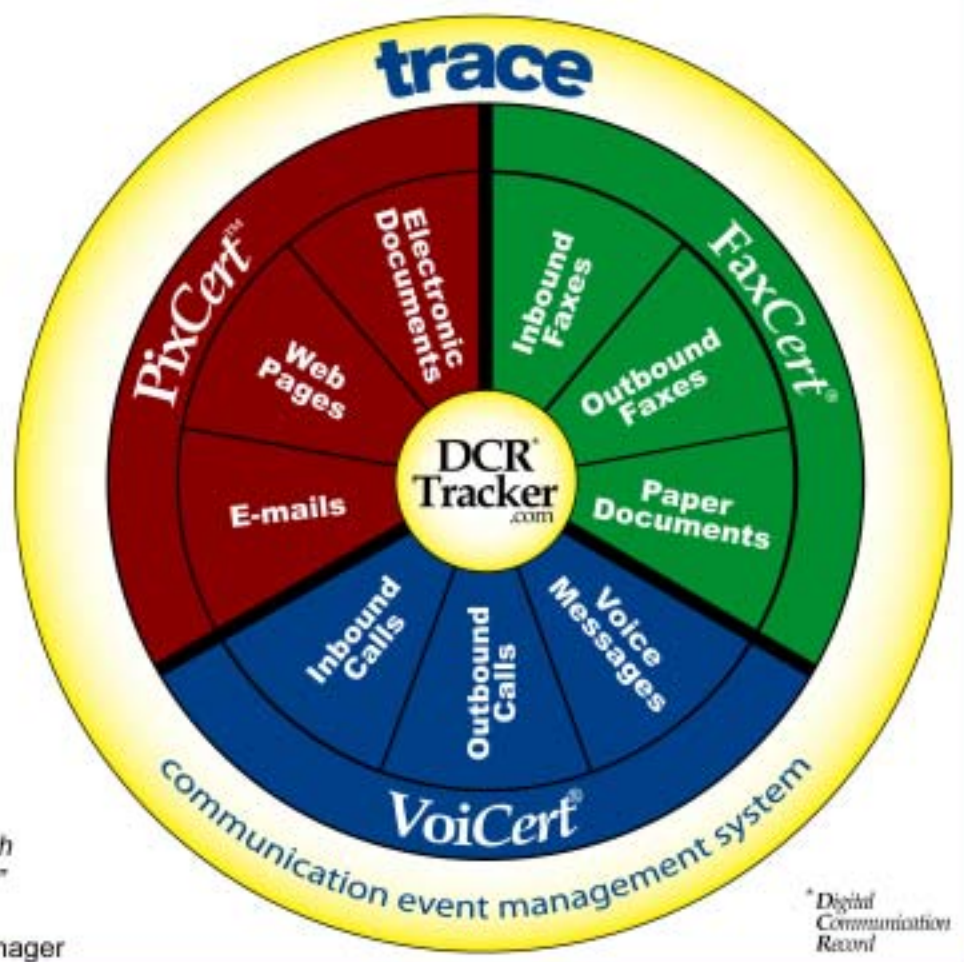 trace
PixCert™
Electronic
Documents
Web
Pages
E-mails
FaxCert®
Inbound
Faxes
Outbound
Faxes
Paper
Documents
DCR*
Tracker
.com
Inbound
Calls
Outbound
Calls
Voice
Messages
VoiCert®
communication event management system
*Digital
Communication
Record